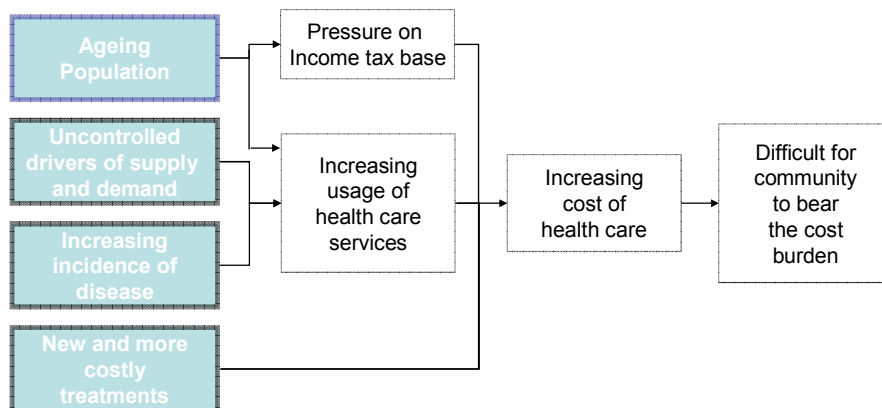 Ageing
Population
Pressure on
Income tax base
Uncontrolled
drivers of supply
and demand
Increasing
usage of
health care
services
Increasing
cost of
health care
Difficult for
community
to bear
the cost
burden
Increasing
incidence of
disease
New and more
costly
treatments